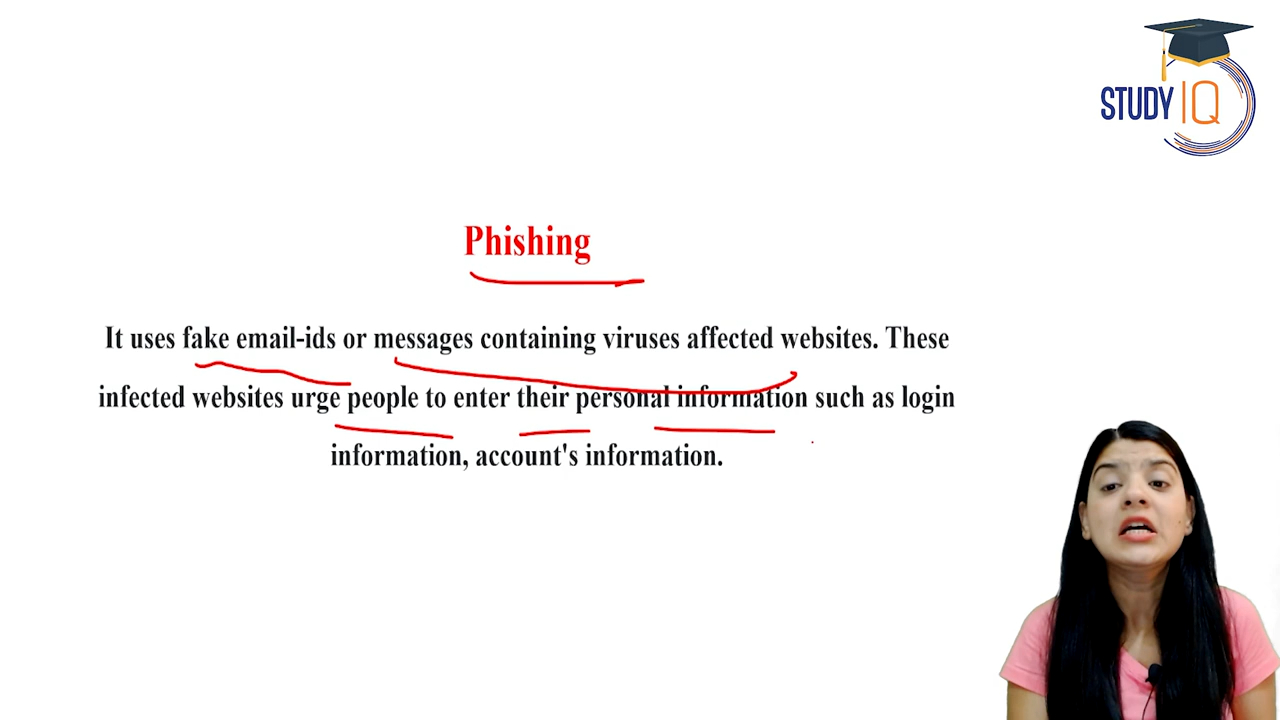 STUDY IQ
Phishing
It uses fake email-ids or messages containing viruses affected websites. These
infected websites urge people to enter their personal information such as login
information, account's information.